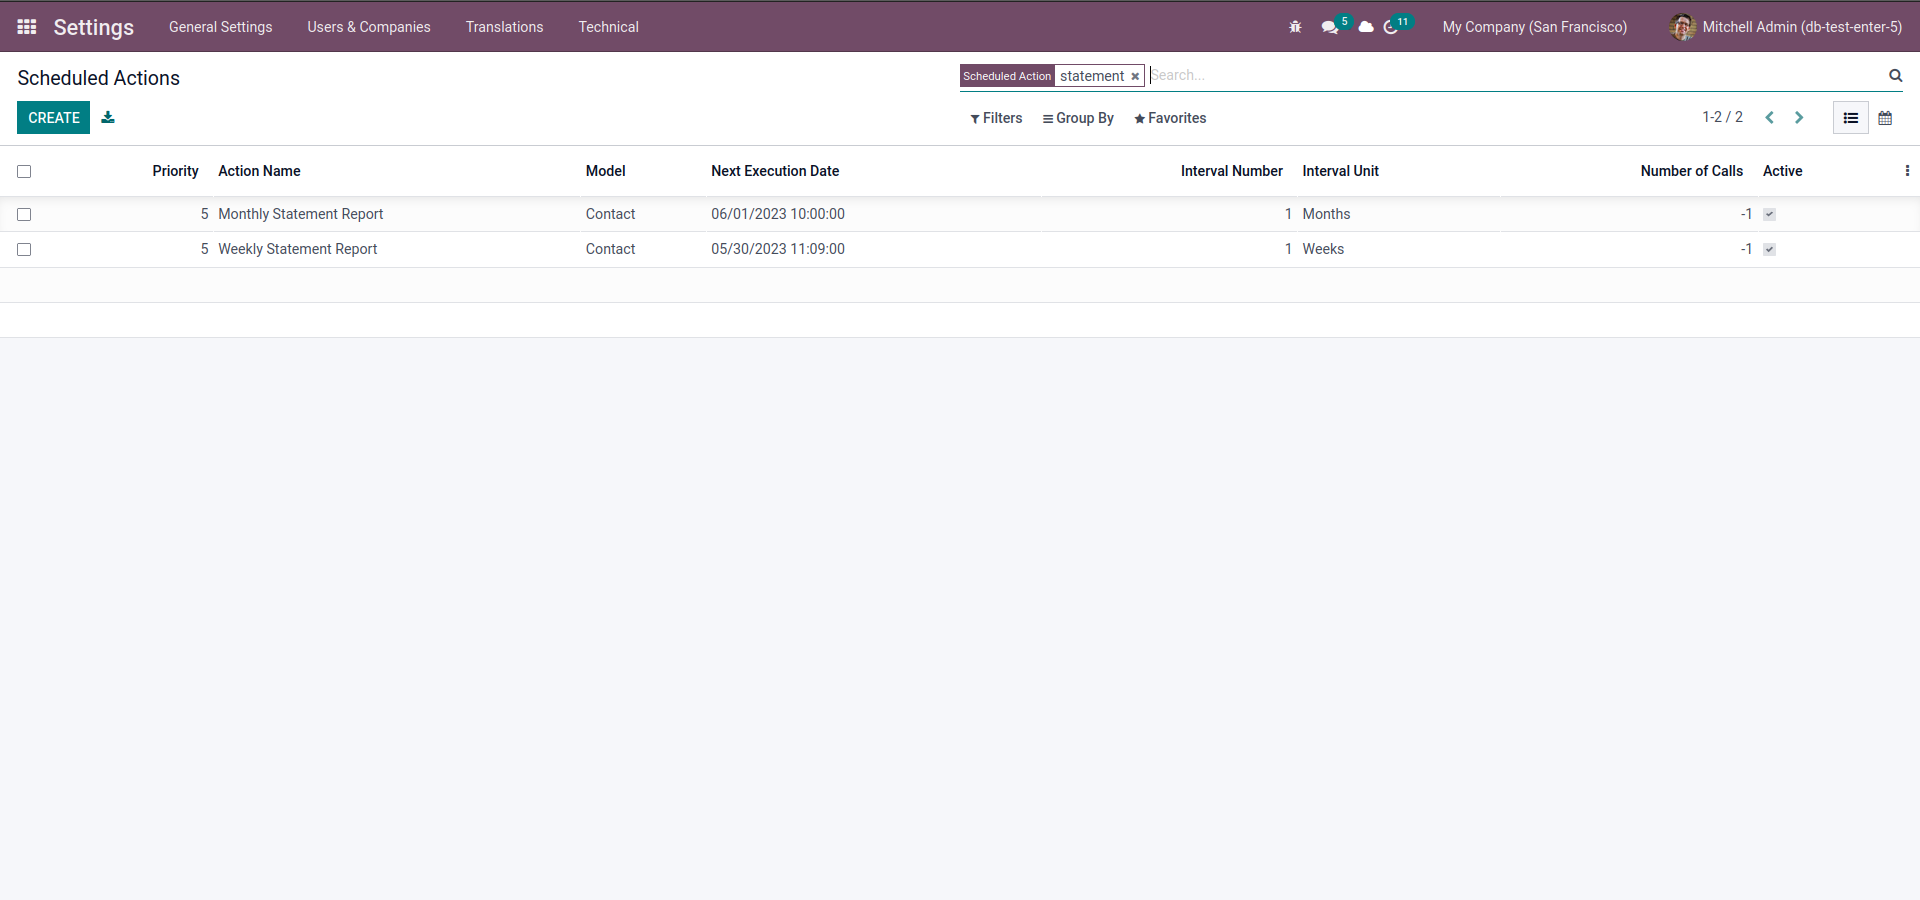 Settings General Settings Users & Companies Translations Technical 5 11 My Company (San Francisco) Mitchell Admin (db-test-enter-5)
Scheduled Actions Scheduled Action statement Search...
CREATE Filters Group By Favorites 1-2 / 2
Priority Action Name Model Next Execution Date Interval Number Interval Unit Number of Calls Active
5 Monthly Statement Report Contact 06/01/2023 10:00:00 1 Months -1
5 Weekly Statement Report Contact 05/30/2023 11:09:00 1 Weeks -1